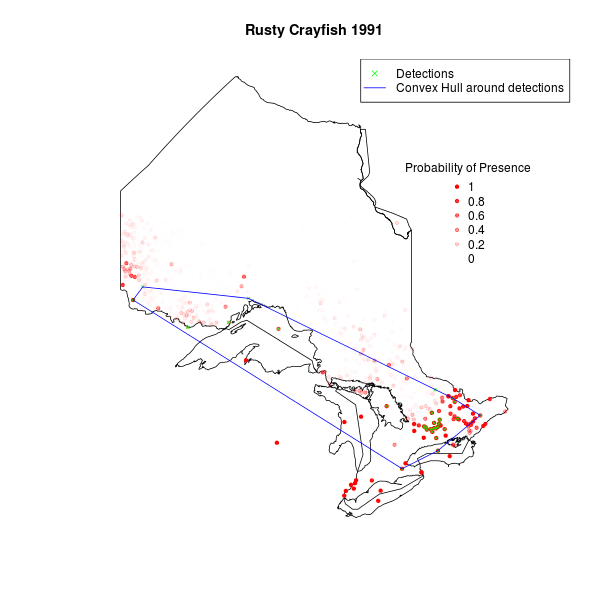 Rusty Crayfish 1991
Detections
Convex Hull around detections
Probability of Presence
1
0.8
0.6
0.4
0.2
0